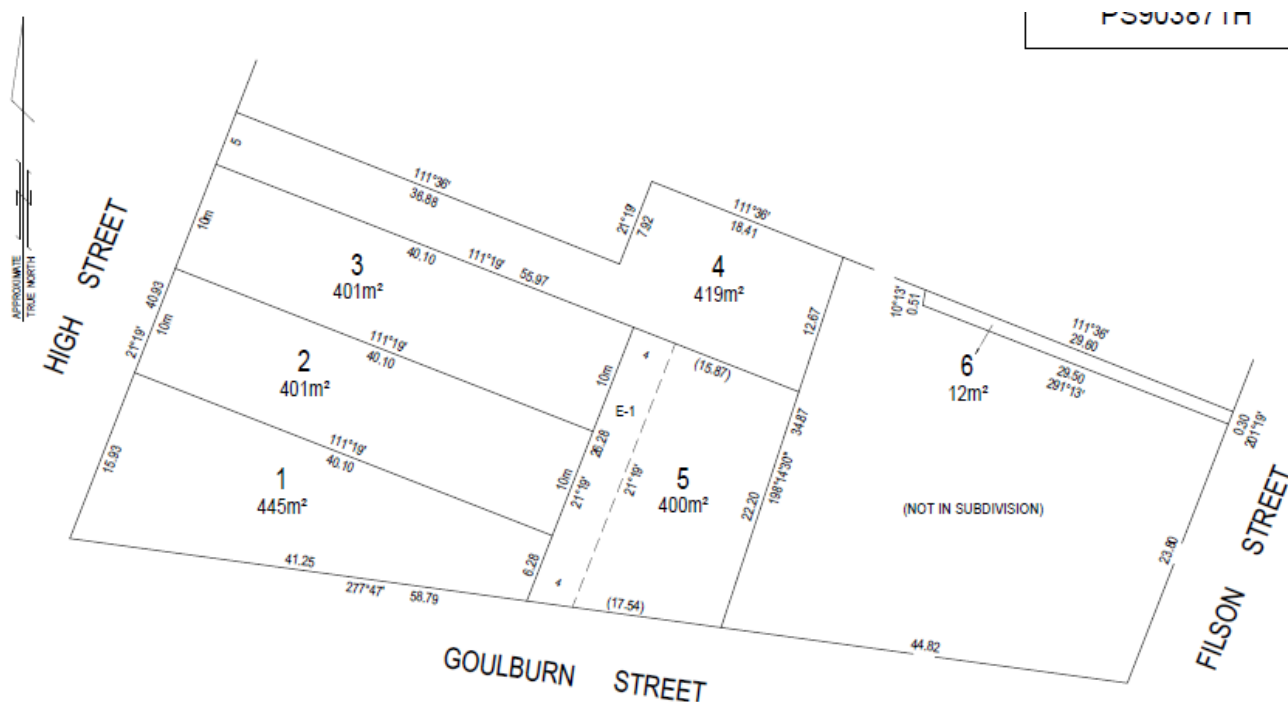 PS903871H
APPROXIMATE
TRUE NORTH
HIGH STREET
5
111°36'
36.88
21°19'
7.92
111°36'
18.41
10m
3
401m²
40.10
111°19'
55.97
4
419m²
12.67
10°13'
0.51
111°36'
29.60
6
12m²
29.50
291°13'
0.30
201°19'
40.93
21°19'
10m
2
401m²
111°19'
40.10
10m
4
(15.87)
E-1
26.28
34.87
15.93
1
445m²
111°19'
40.10
10m
21°19'
21°19'
5
400m²
22.20
198°14'30"
(NOT IN SUBDIVISION)
23.80
FILSON STREET
41.25
277°47'
58.79
6.28
4
(17.54)
44.82
GOULBURN STREET